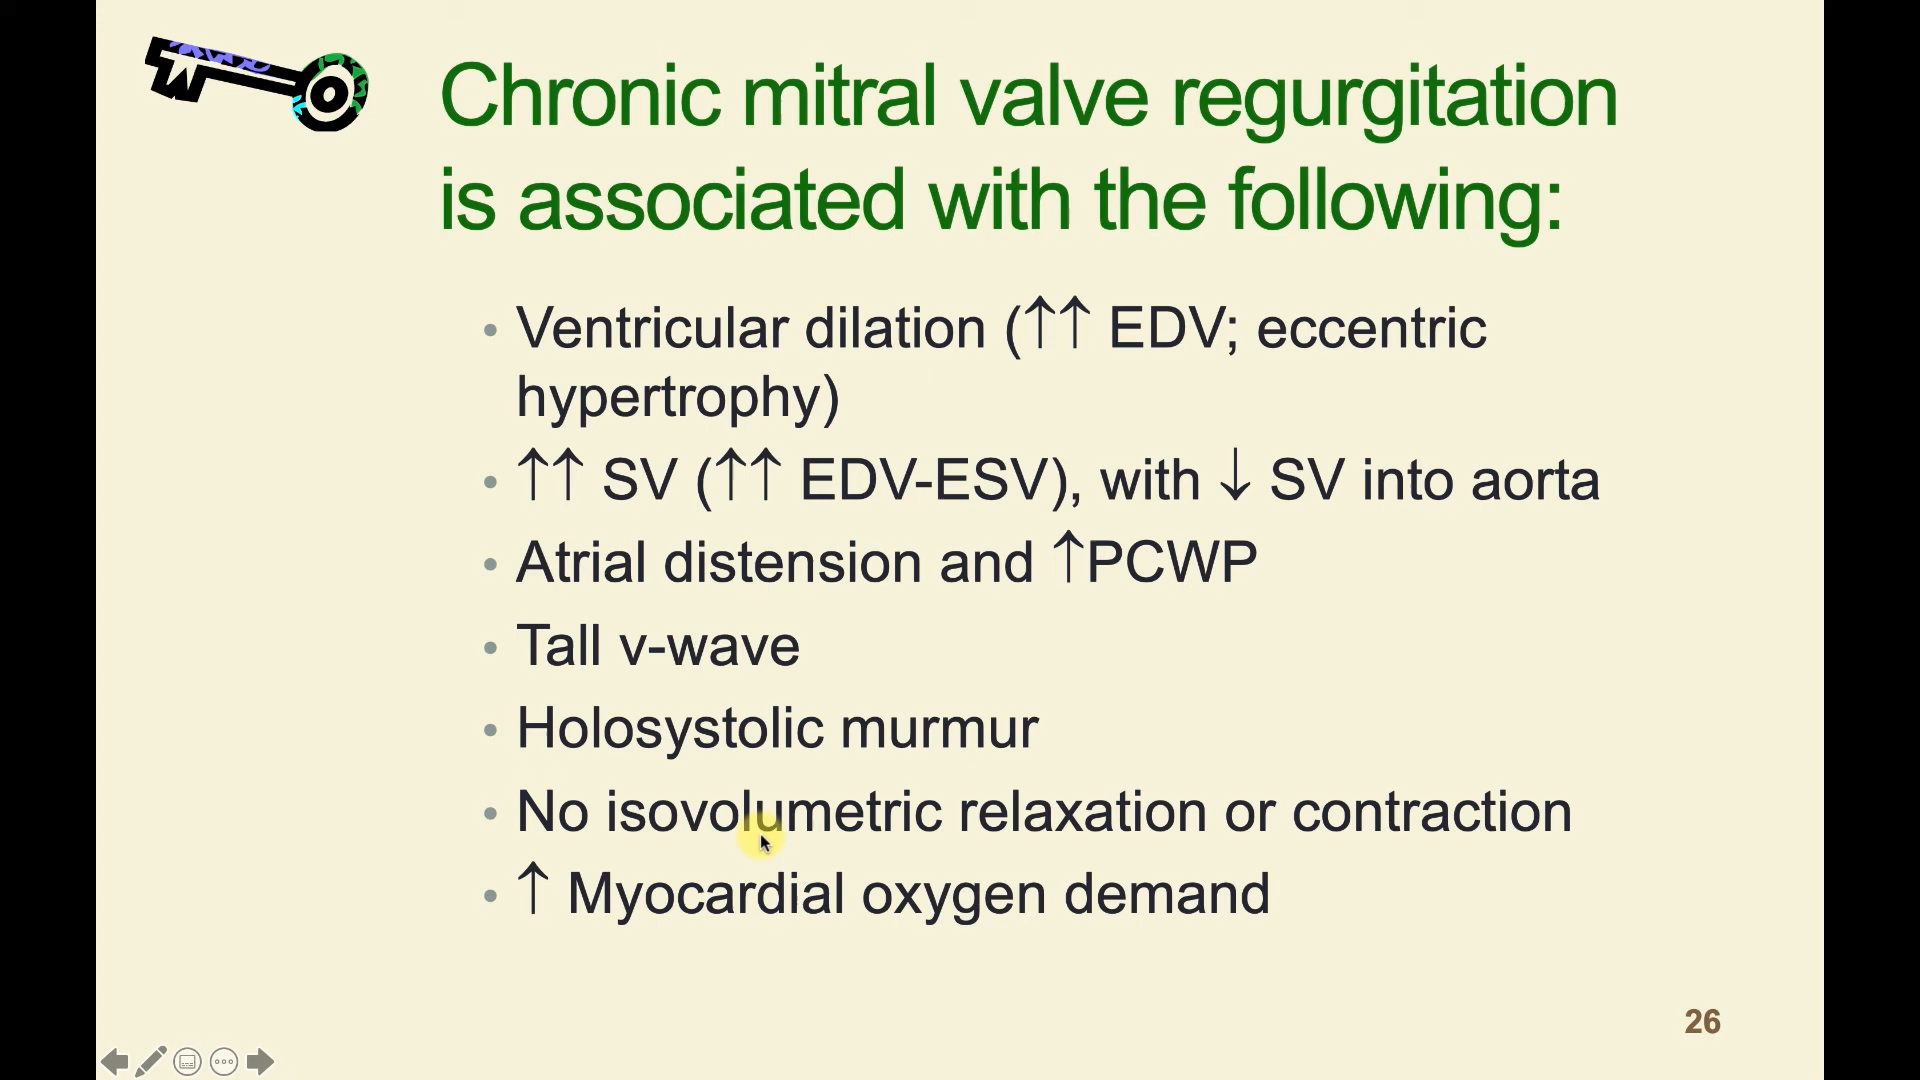 Chronic mitral valve regurgitation
is associated with the following:
• Ventricular dilation (↑↑ EDV; eccentric
hypertrophy)
• ↑↑ SV (↑↑ EDV-ESV), with ↓ SV into aorta
• Atrial distension and ↑PCWP
• Tall v-wave
• Holosystolic murmur
• No isovolumetric relaxation or contraction
• ↑ Myocardial oxygen demand
26